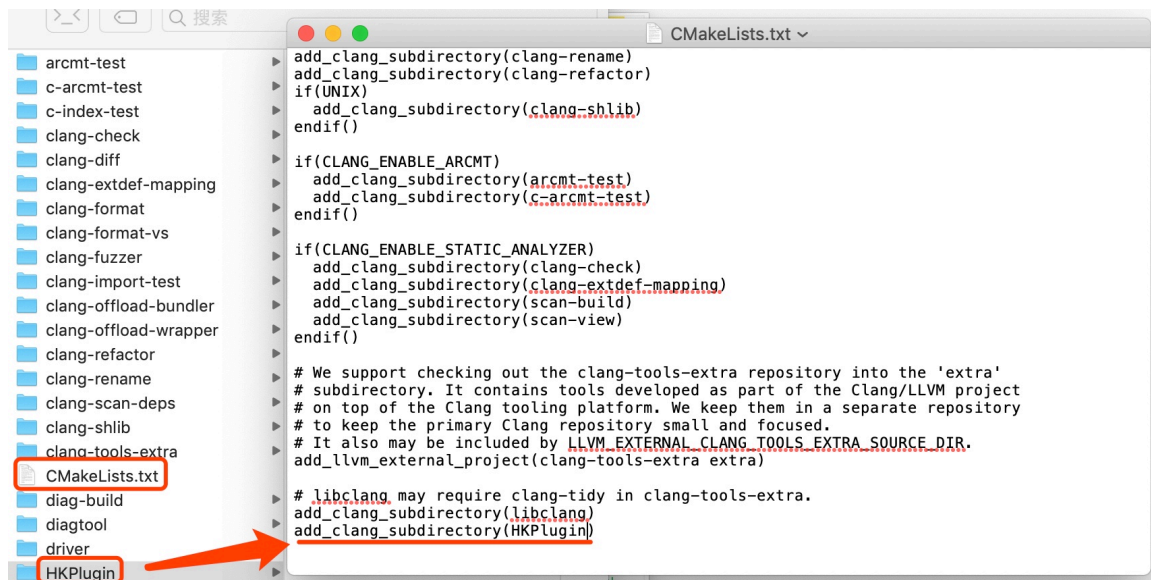 搜索
arcmt-test
c-arcmt-test
c-index-test
clang-check
clang-diff
clang-extdef-mapping
clang-format
clang-format-vs
clang-fuzzer
clang-import-test
clang-offload-bundler
clang-offload-wrapper
clang-refactor
clang-rename
clang-scan-deps
clang-shlib
clang-tools-extra
CMakeLists.txt
diag-build
diagtool
driver
HKPlugin
CMakeLists.txt
add_clang_subdirectory(clang-rename)
add_clang_subdirectory(clang-refactor)
if(UNIX)
  add_clang_subdirectory(clang-shlib)
endif()

if(CLANG_ENABLE_ARCMT)
  add_clang_subdirectory(arcmt-test)
  add_clang_subdirectory(c-arcmt-test)
endif()

if(CLANG_ENABLE_STATIC_ANALYZER)
  add_clang_subdirectory(clang-check)
  add_clang_subdirectory(clang-extdef-mapping)
  add_clang_subdirectory(scan-build)
  add_clang_subdirectory(scan-view)
endif()

# We support checking out the clang-tools-extra repository into the 'extra'
# subdirectory. It contains tools developed as part of the Clang/LLVM project
# on top of the Clang tooling platform. We keep them in a separate repository
# to keep the primary Clang repository small and focused.
# It also may be included by LLVM_EXTERNAL_CLANG_TOOLS_EXTRA_SOURCE_DIR.
add_llvm_external_project(clang-tools-extra extra)

# libclang may require clang-tidy in clang-tools-extra.
add_clang_subdirectory(libclang)
add_clang_subdirectory(HKPlugin)